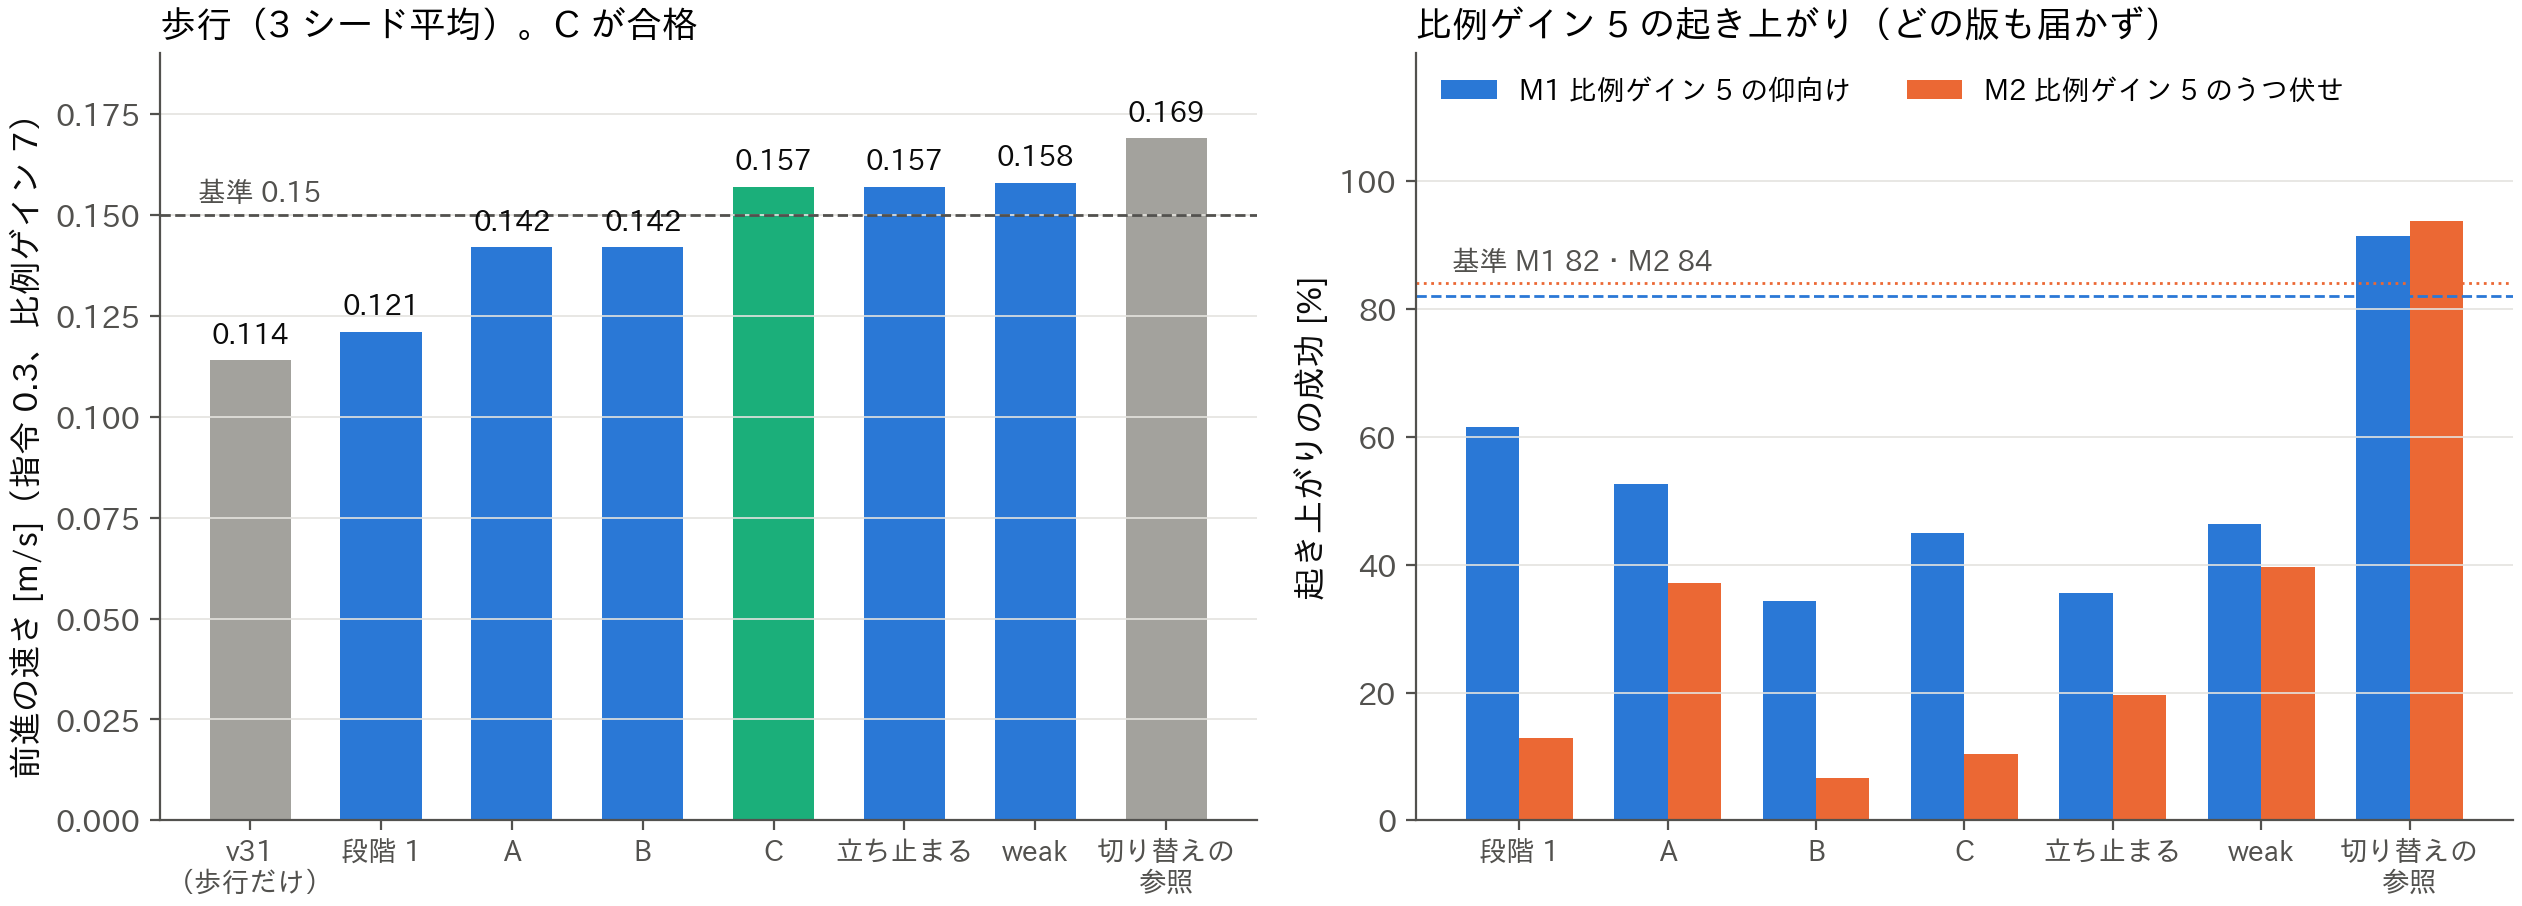 歩行（3 シード平均）。C が合格
前進の速さ [m/s]（指令 0.3、比例ゲイン 7）
0.175
0.150
0.125
0.100
0.075
0.050
0.025
0.000
基準 0.15
0.114
0.121
0.142
0.142
0.157
0.157
0.158
0.169
v31
（歩行だけ）
段階 1
A
B
C
立ち止まる
weak
切り替えの
参照
比例ゲイン 5 の起き上がり（どの版も届かず）
M1 比例ゲイン 5 の仰向け
M2 比例ゲイン 5 のうつ伏せ
起き上がりの成功 [%]
100
80
60
40
20
0
基準 M1 82・M2 84
段階 1
A
B
C
立ち止まる
weak
切り替えの
参照